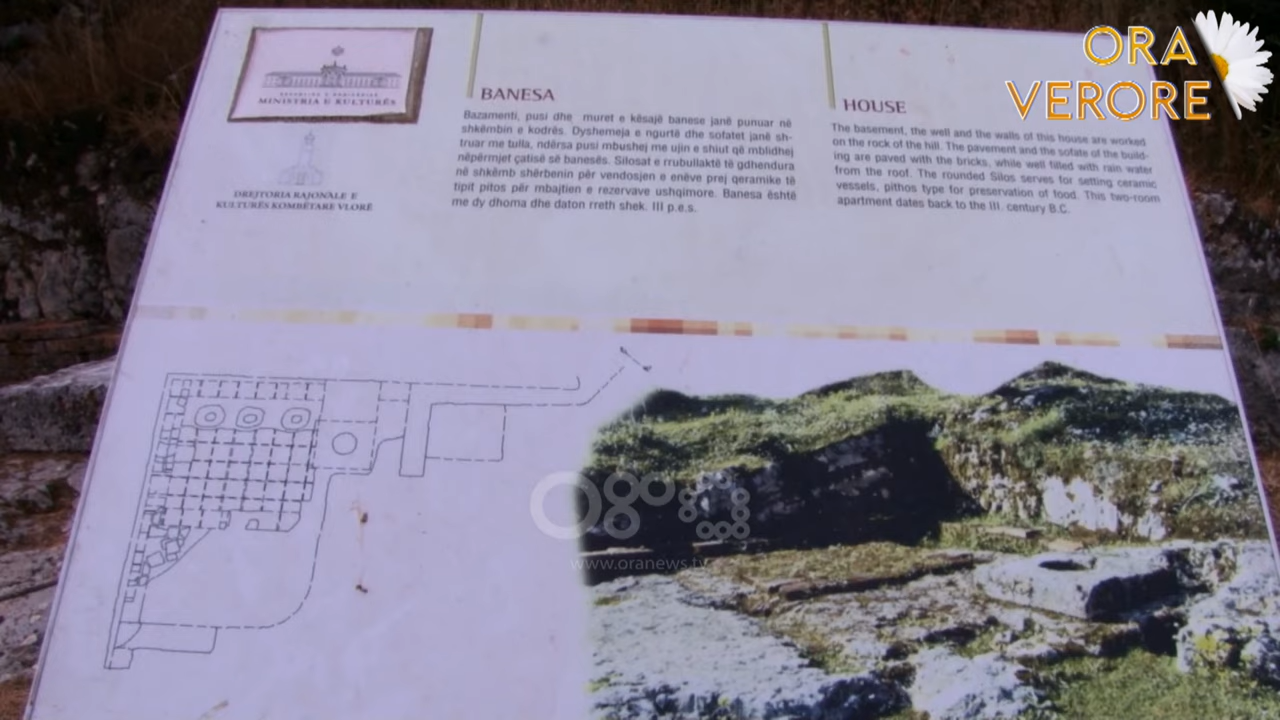 ORA
VERORE
REPUBLIKA E SHQIPËRISË
MINISTRIA E KULTURËS
DREJTORIA RAJONALE E
KULTURËS KOMBËTARE VLORË
BANESA
Bazamenti, pusi dhe muret e kësajë banese janë punuar në
shkëmbin e kodrës. Dyshemeja e ngurtë dhe sofatet janë sh-
truar me tulla, ndërsa pusi mbushej me ujin e shiut që mblidhej
nëpërmjet çatisë së banesës. Silosat e rrubullaktë të gdhendura
në shkëmb shërbenin për vendosjen e enëve prej qeramike të
tipit pitos për mbajtien e rezervave ushqimore. Banesa është
me dy dhoma dhe daton rreth shek. III p.e.s.
HOUSE
The basement, the well and the walls of this house are worked
on the rock of the hill. The pavement and the sofate of the build-
ing are paved with the bricks, while well filled with rain water
from the roof. The rounded Silos serves for setting ceramic
vessels, pithos type for preservation of food. This two-room
apartment dates back to the III. century B.C.
www.oranews.tv